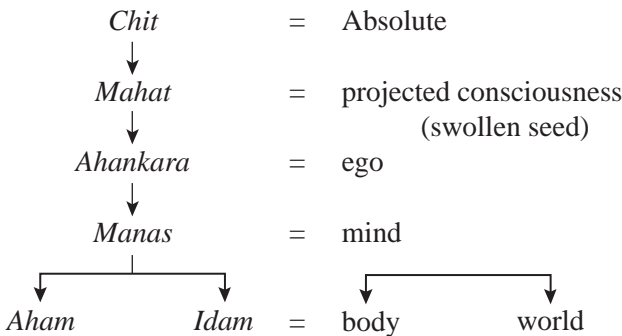 Chit = Absolute
Mahat = projected consciousness
(swollen seed)
Ahankara = ego
Manas = mind
Aham Idam = body world